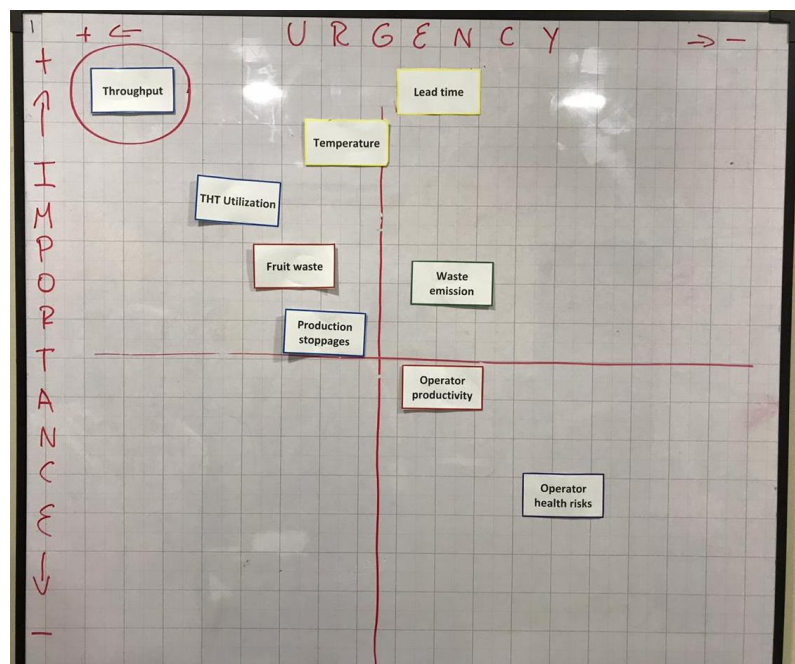 1
+ ← URGENCY → −
+
↑
IMPORTANCE
↓
−
Throughput
Lead time
Temperature
THT Utilization
Fruit waste
Waste
emission
Production
stoppages
Operator
productivity
Operator
health risks